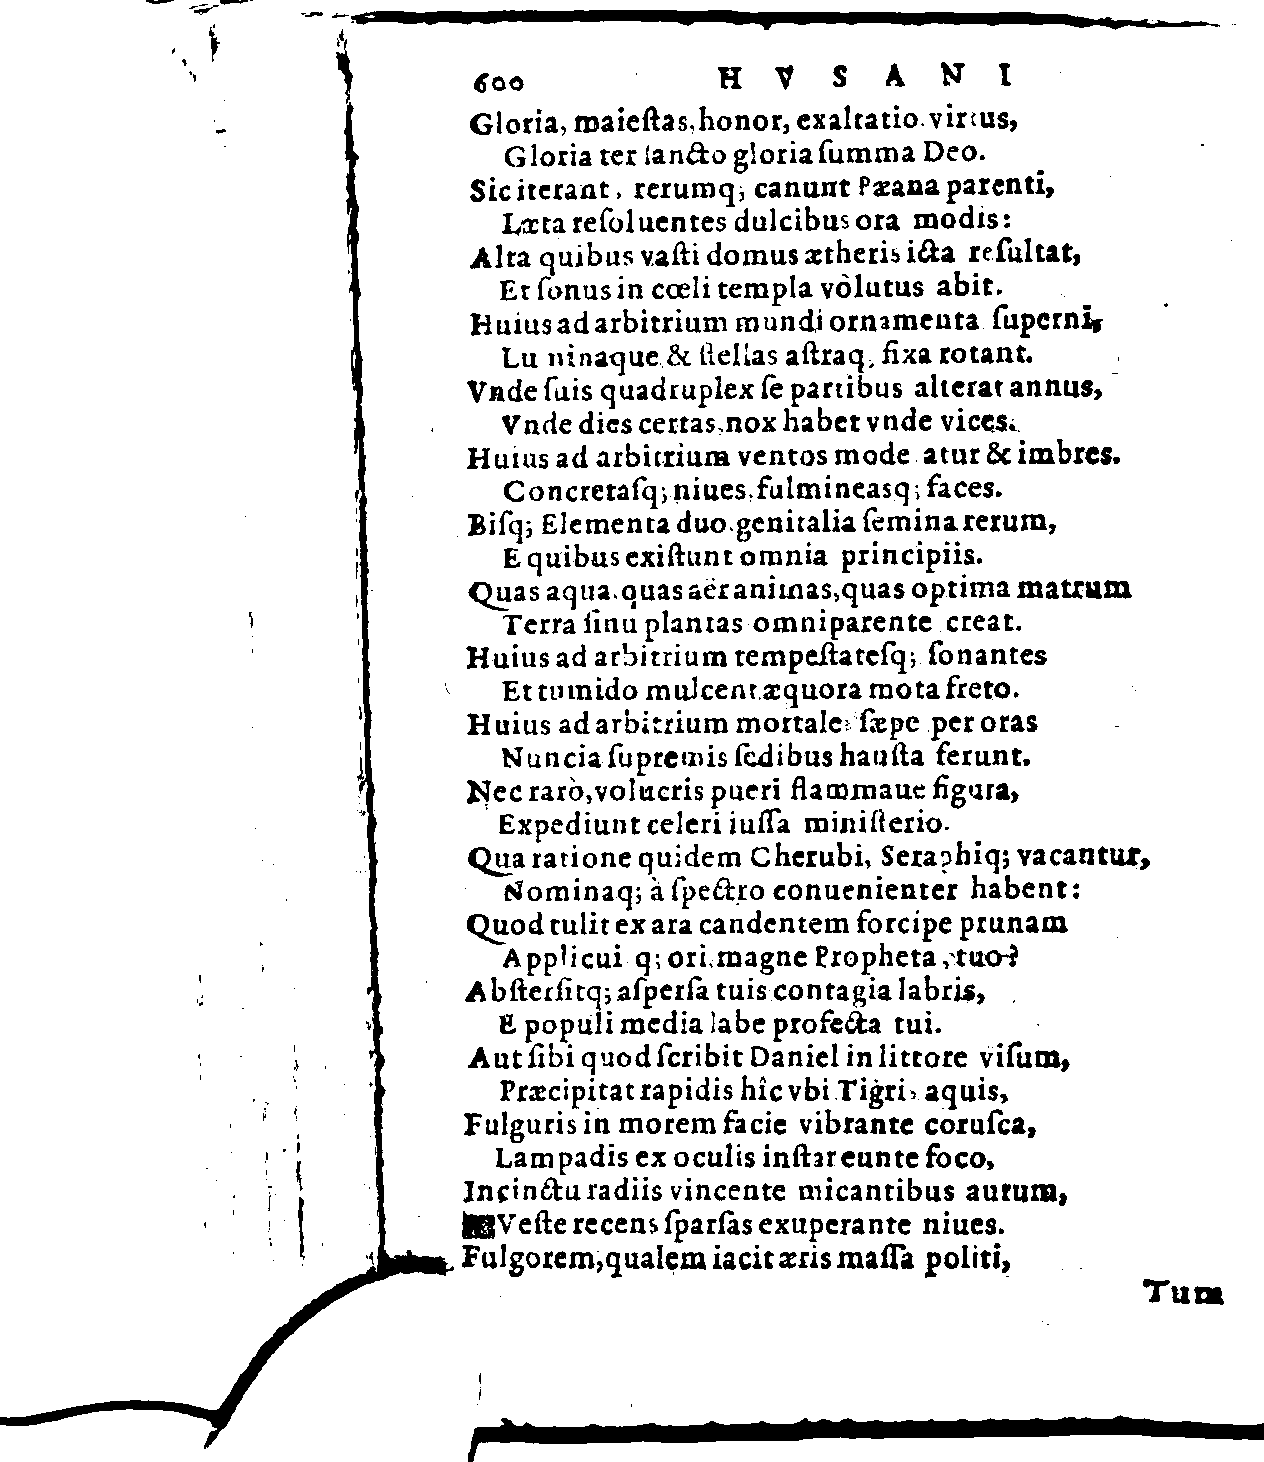 600 HVSANI
Gloria, maieſtas, honor, exaltatio. virtus,
Gloria ter ſancto gloria ſumma Deo.
Sic iterant, rerumq; canunt Pæana parenti,
Læta reſoluentes dulcibus ora modis:
Alta quibus vaſti domus ætheris icta reſultat,
Et ſonus in cœli templa vòlutus abit.
Huius ad arbitrium mundi ornamenta ſuperni,
Luminaque & ſtellas aſtraq; fixa rotant.
Vnde ſuis quadruplex ſe partibus alterat annus,
Vnde dies certas, nox habet vnde vices.
Huius ad arbitrium ventos moderatur & imbres.
Concretaſq; niues, fulmineasq; faces.
Biſq; Elementa duo. genitalia ſemina rerum,
E quibus exiſtunt omnia principiis.
Quas aqua, quas aër animas, quas optima matrum
Terra ſinu plantas omniparente creat.
Huius ad arbitrium tempeſtateſq; ſonantes
Et tumido mulcent æquora mota freto.
Huius ad arbitrium mortales ſæpe per oras
Nuncia ſupremis ſedibus hauſta ferunt.
Nec rarò, volucris pueri flammaue figura,
Expediunt celeri iuſſa miniſterio.
Qua ratione quidem Cherubi, Seraphiq; vacantur,
Nominaq; à ſpectro conuenienter habent:
Quod tulit ex ara candentem forcipe prunam
Applicuitq; ori, magne Propheta, tuo?
Abſterſitq; aſperſa tuis contagia labris,
E populi media labe profecta tui.
Aut ſibi quod ſcribit Daniel in littore viſum,
Præcipitat rapidis hîc vbi Tigris aquis,
Fulguris in morem facie vibrante coruſca,
Lampadis ex oculis inſtar eunte foco,
Incinctu radiis vincente micantibus aurum,
Veſte recens ſparſas exuperante niues.
Fulgorem, qualem iacit æris maſſa politi,
Tum